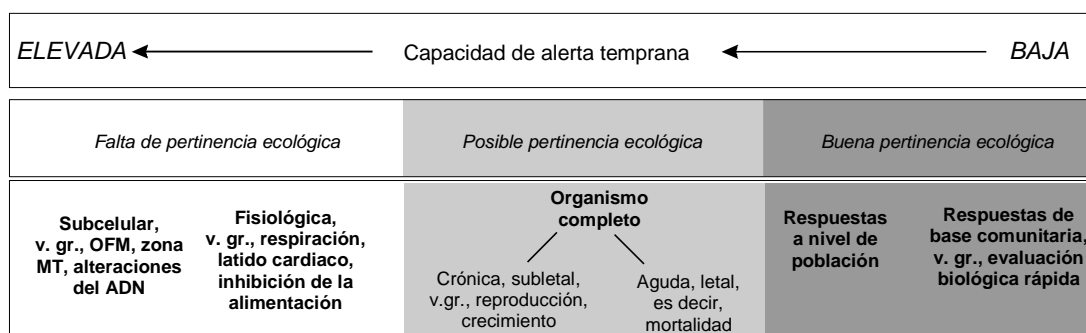 ELEVADA Capacidad de alerta temprana BAJA
Falta de pertinencia ecológica Posible pertinencia ecológica Buena pertinencia ecológica
Subcelular,
v. gr., OFM, zona
MT, alteraciones
del ADN
Fisiológica,
v. gr., respiración,
latido cardiaco,
inhibición de la
alimentación
Organismo
completo
Crónica, subletal,
v.gr., reproducción,
crecimiento
Aguda, letal,
es decir,
mortalidad
Respuestas
a nivel de
población
Respuestas de
base comunitaria,
v. gr., evaluación
biológica rápida